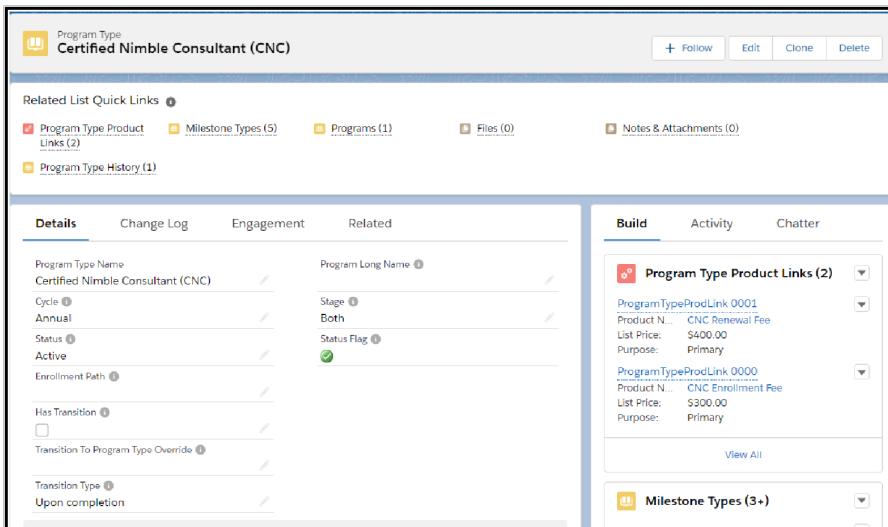 Program Type
Certified Nimble Consultant (CNC)
+ Follow
Edit
Clone
Delete
Related List Quick Links
Program Type Product
Links (2)
Milestone Types (5)
Programs (1)
Files (0)
Notes & Attachments (0)
Program Type History (1)
Details
Change Log
Engagement
Related
Program Type Name
Certified Nimble Consultant (CNC)
Program Long Name
Cycle
Annual
Stage
Both
Status
Active
Status Flag
Enrollment Path
Has Transition
Transition To Program Type Override
Transition Type
Upon completion
Build
Activity
Chatter
Program Type Product Links (2)
ProgramTypeProdLink 0001
Product N... CNC Renewal Fee
List Price: $400.00
Purpose: Primary
ProgramTypeProdLink 0000
Product N... CNC Enrollment Fee
List Price: $300.00
Purpose: Primary
View All
Milestone Types (3+)